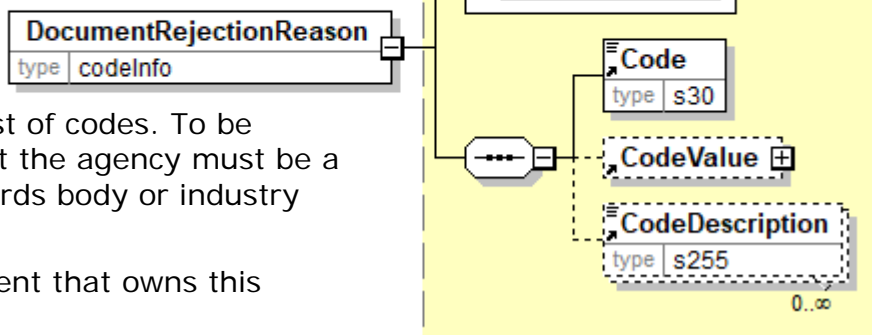 DocumentRejectionReason
type codeInfo
st of codes. To be
t the agency must be a
rds body or industry
ent that owns this
Code
type s30
CodeValue
CodeDescription
type s255
0..∞